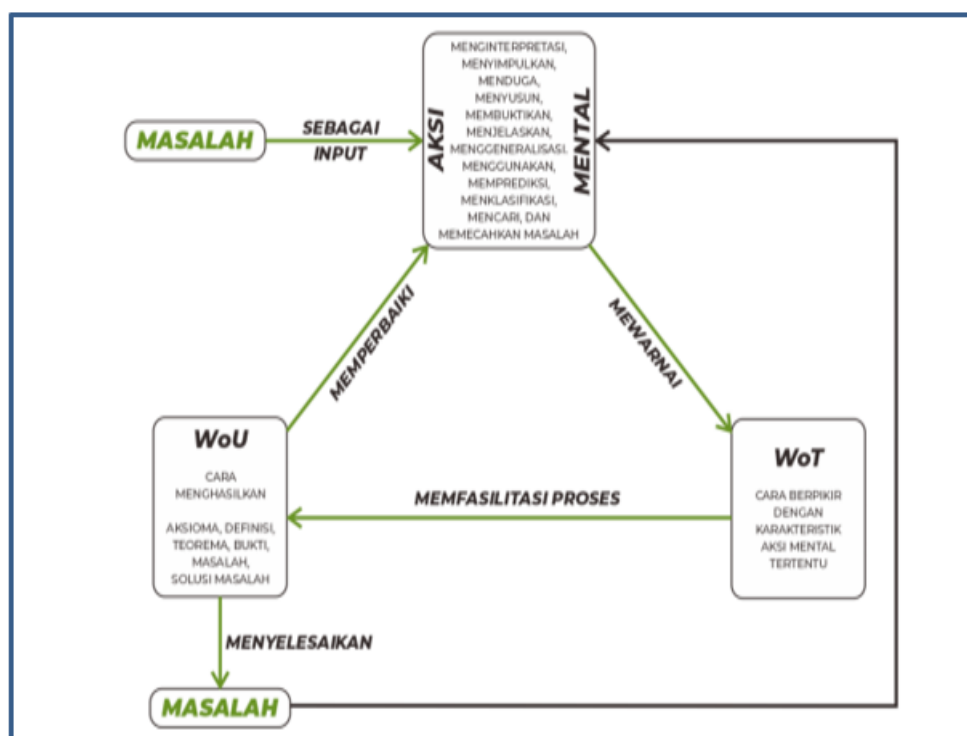 MASALAH
SEBAGAI
INPUT
AKSI
MENGINTERPRETASI,
MENYIMPULKAN,
MENDUGA,
MENYUSUN,
MEMBUKTIKAN,
MENJELASKAN,
MENGGENERALISASI.
MENGGUNAKAN,
MEMPREDIKSI,
MENKLASIFIKASI,
MENCARI, DAN
MEMECAHKAN MASALAH
MENTAL
MEMPERBAIKI
MEWARNAI
WoU
CARA
MENGHASILKAN
AKSIOMA, DEFINISI,
TEOREMA, BUKTI,
MASALAH,
SOLUSI MASALAH
MEMFASILITASI PROSES
WoT
CARA BERPIKIR
DENGAN
KARAKTERISTIK
AKSI MENTAL
TERTENTU
MENYELESAIKAN
MASALAH